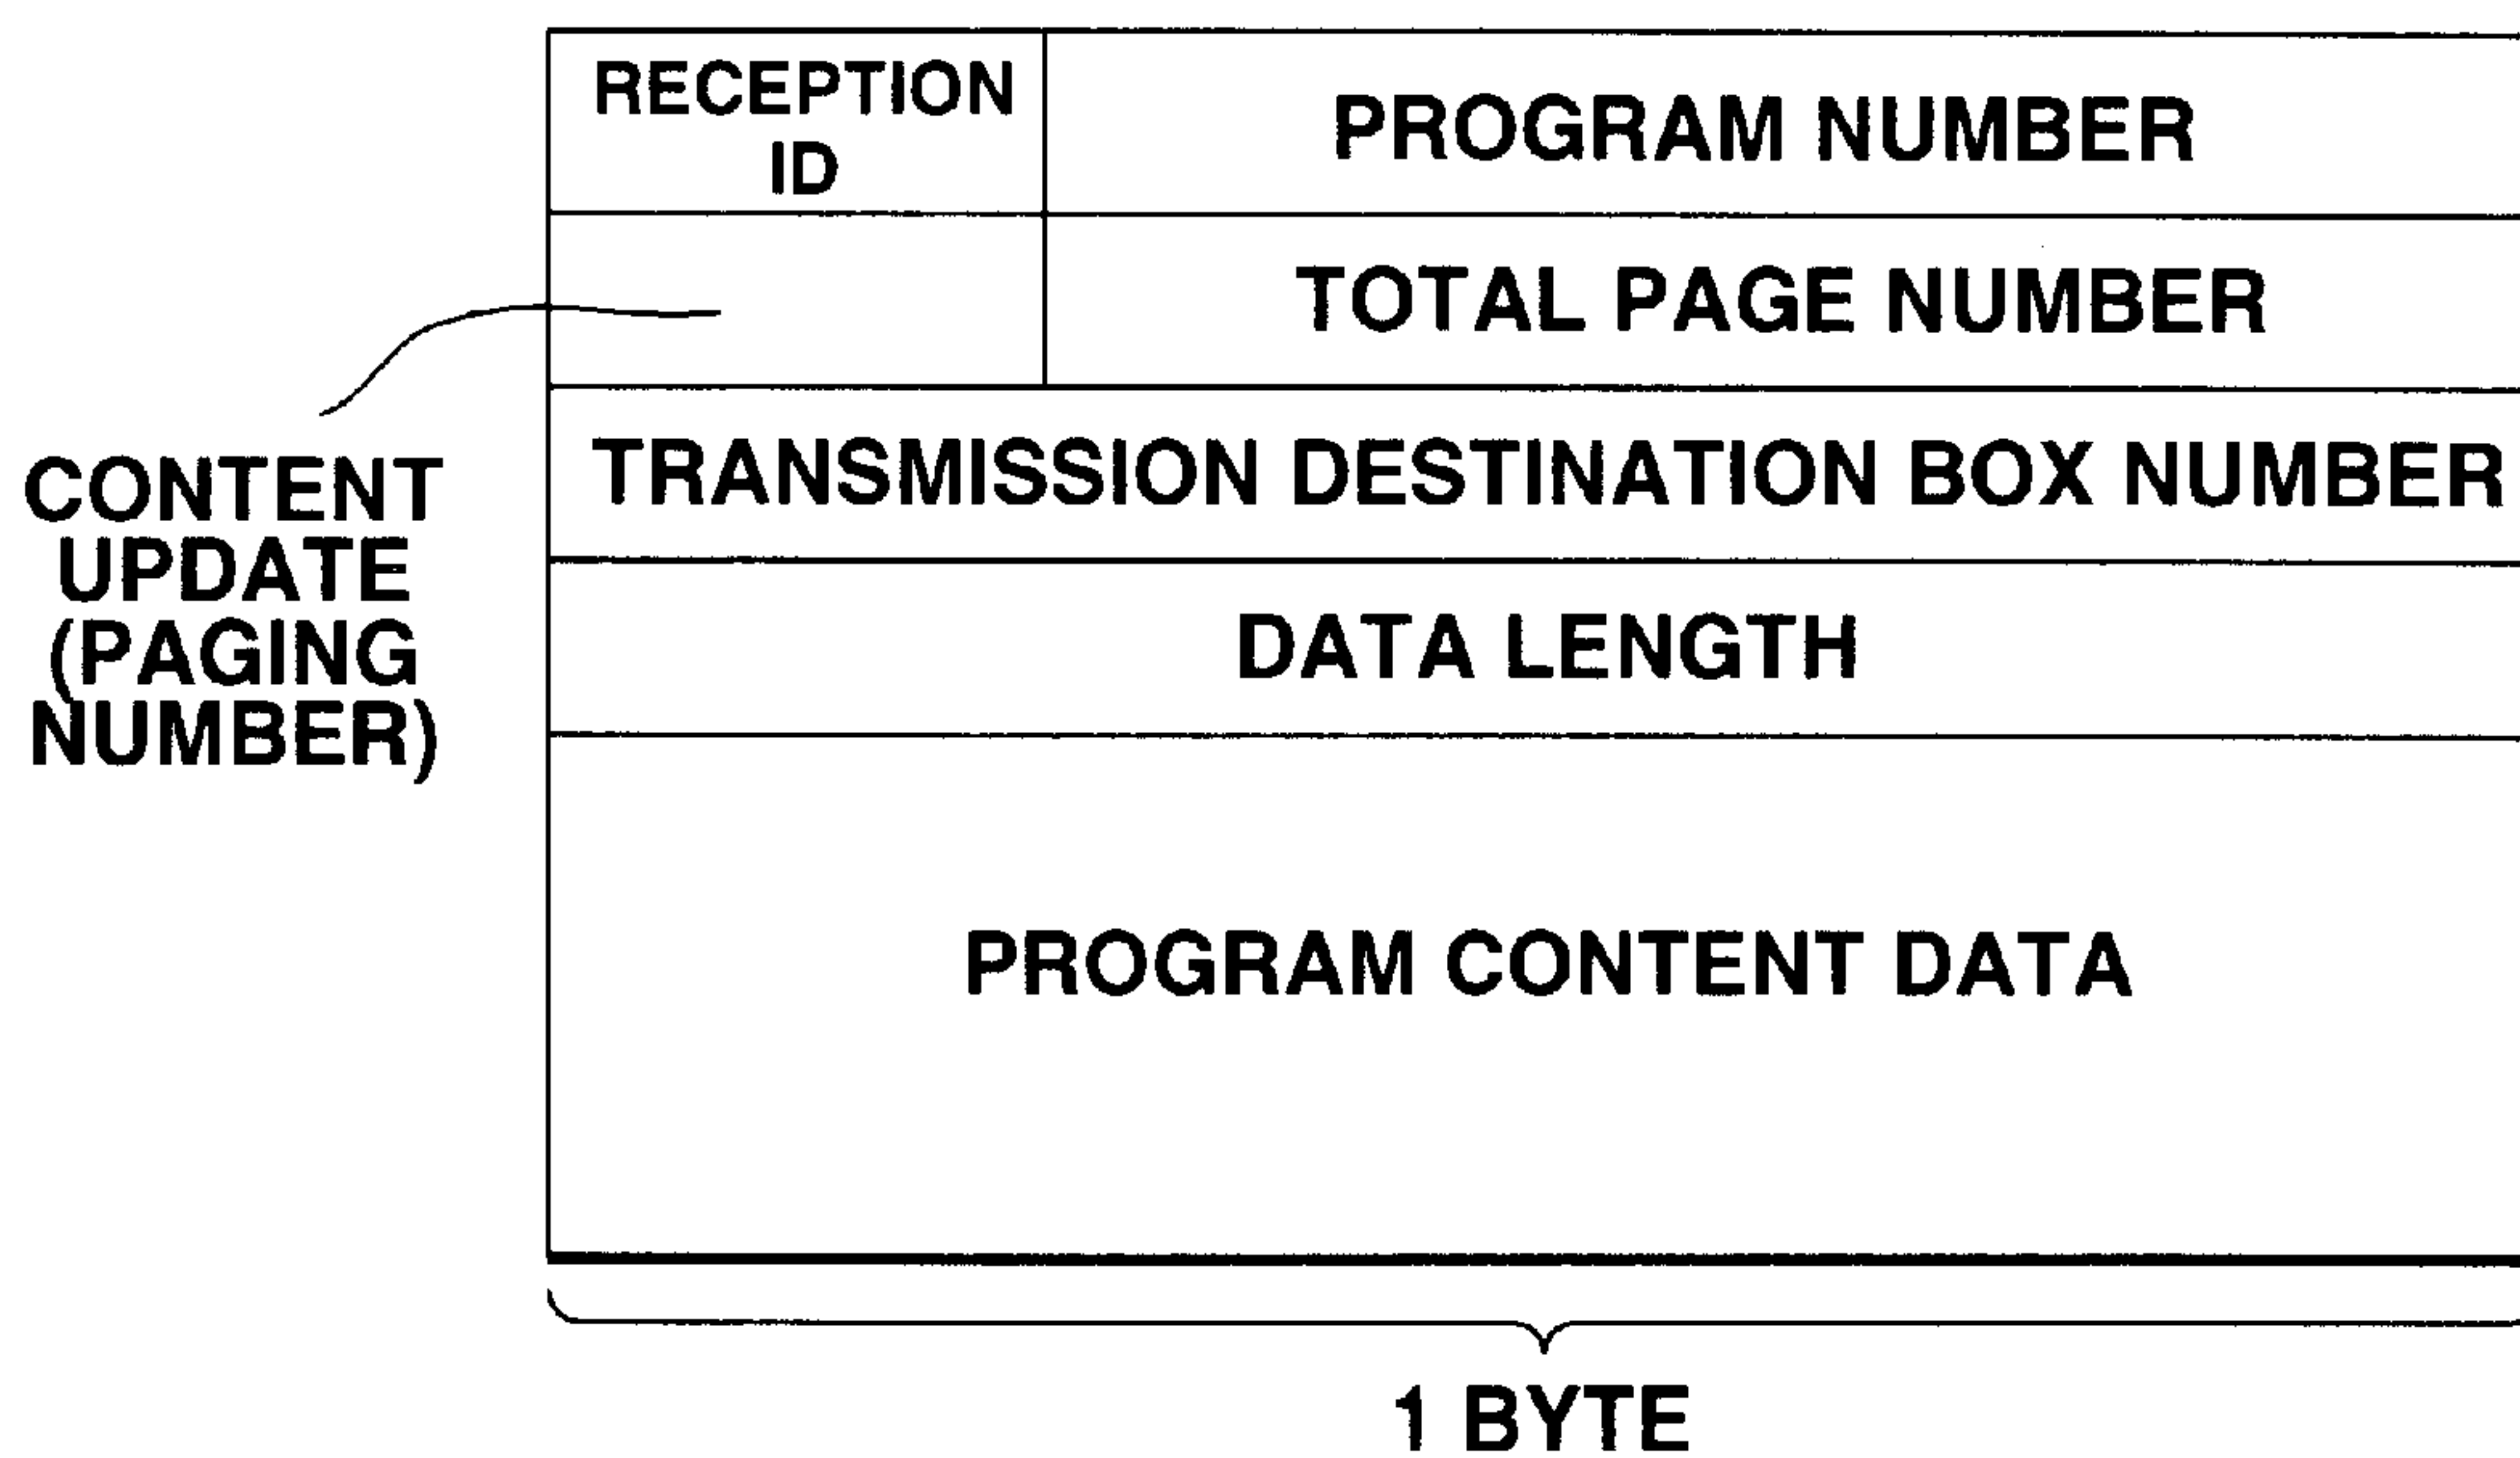 RECEPTION
ID
PROGRAM NUMBER
TOTAL PAGE NUMBER
CONTENT
UPDATE
(PAGING
NUMBER)
TRANSMISSION DESTINATION BOX NUMBER
DATA LENGTH
PROGRAM CONTENT DATA
1 BYTE